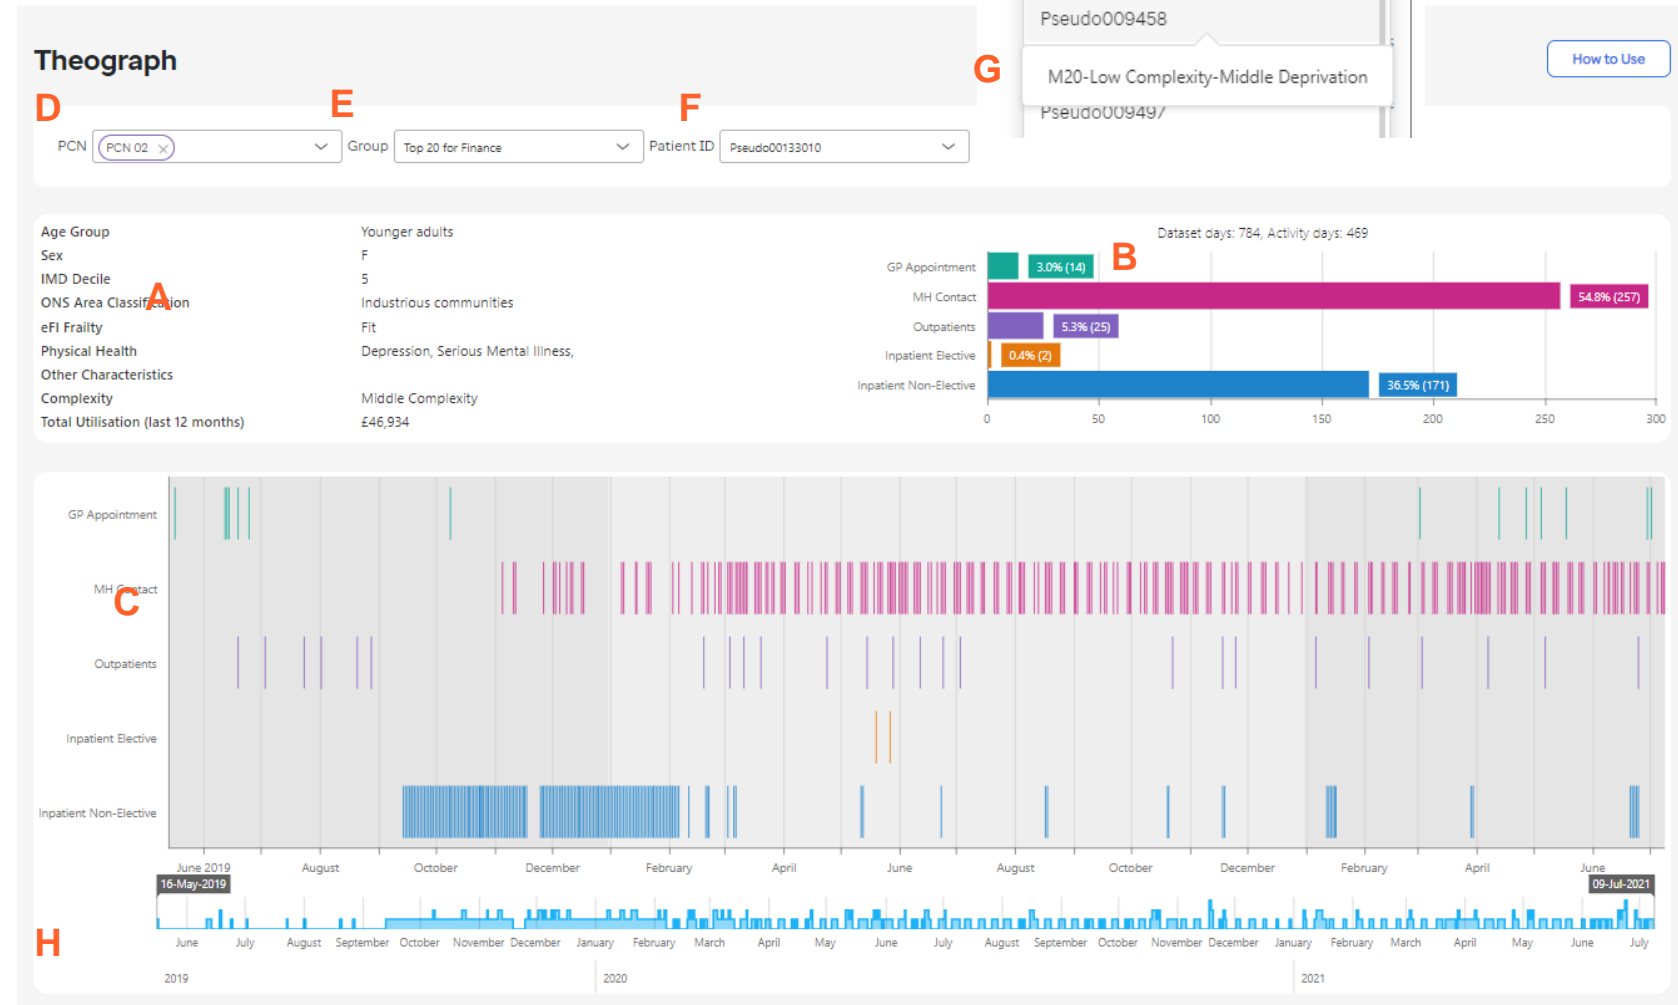 Pseudo009458
Theograph
G
M20-Low Complexity-Middle Deprivation
How to Use
D
E
F
Pseudo009497
PCN
PCN 02
Group
Top 20 for Finance
Patient ID
Pseudo00133010
Age Group Younger adults
Sex F
IMD Decile 5
ONS Area Classification Industrious communities
eFI Frailty Fit
Physical Health Depression, Serious Mental Illness,
Other Characteristics
Complexity Middle Complexity
Total Utilisation (last 12 months) £46,934
A
Dataset days: 784, Activity days: 469
B
GP Appointment 3.0% (14)
MH Contact 54.8% (257)
Outpatients 5.3% (25)
Inpatient Elective 0.4% (2)
Inpatient Non-Elective 36.5% (171)
0 50 100 150 200 250 300
GP Appointment
MH Contact
C
Outpatients
Inpatient Elective
Inpatient Non-Elective
June 2019 August October December February April June August October December February April June
16-May-2019 09-Jul-2021
H
June July August September October November December January February March April May June July August September October November December January February March April May June July
2019 2020 2021